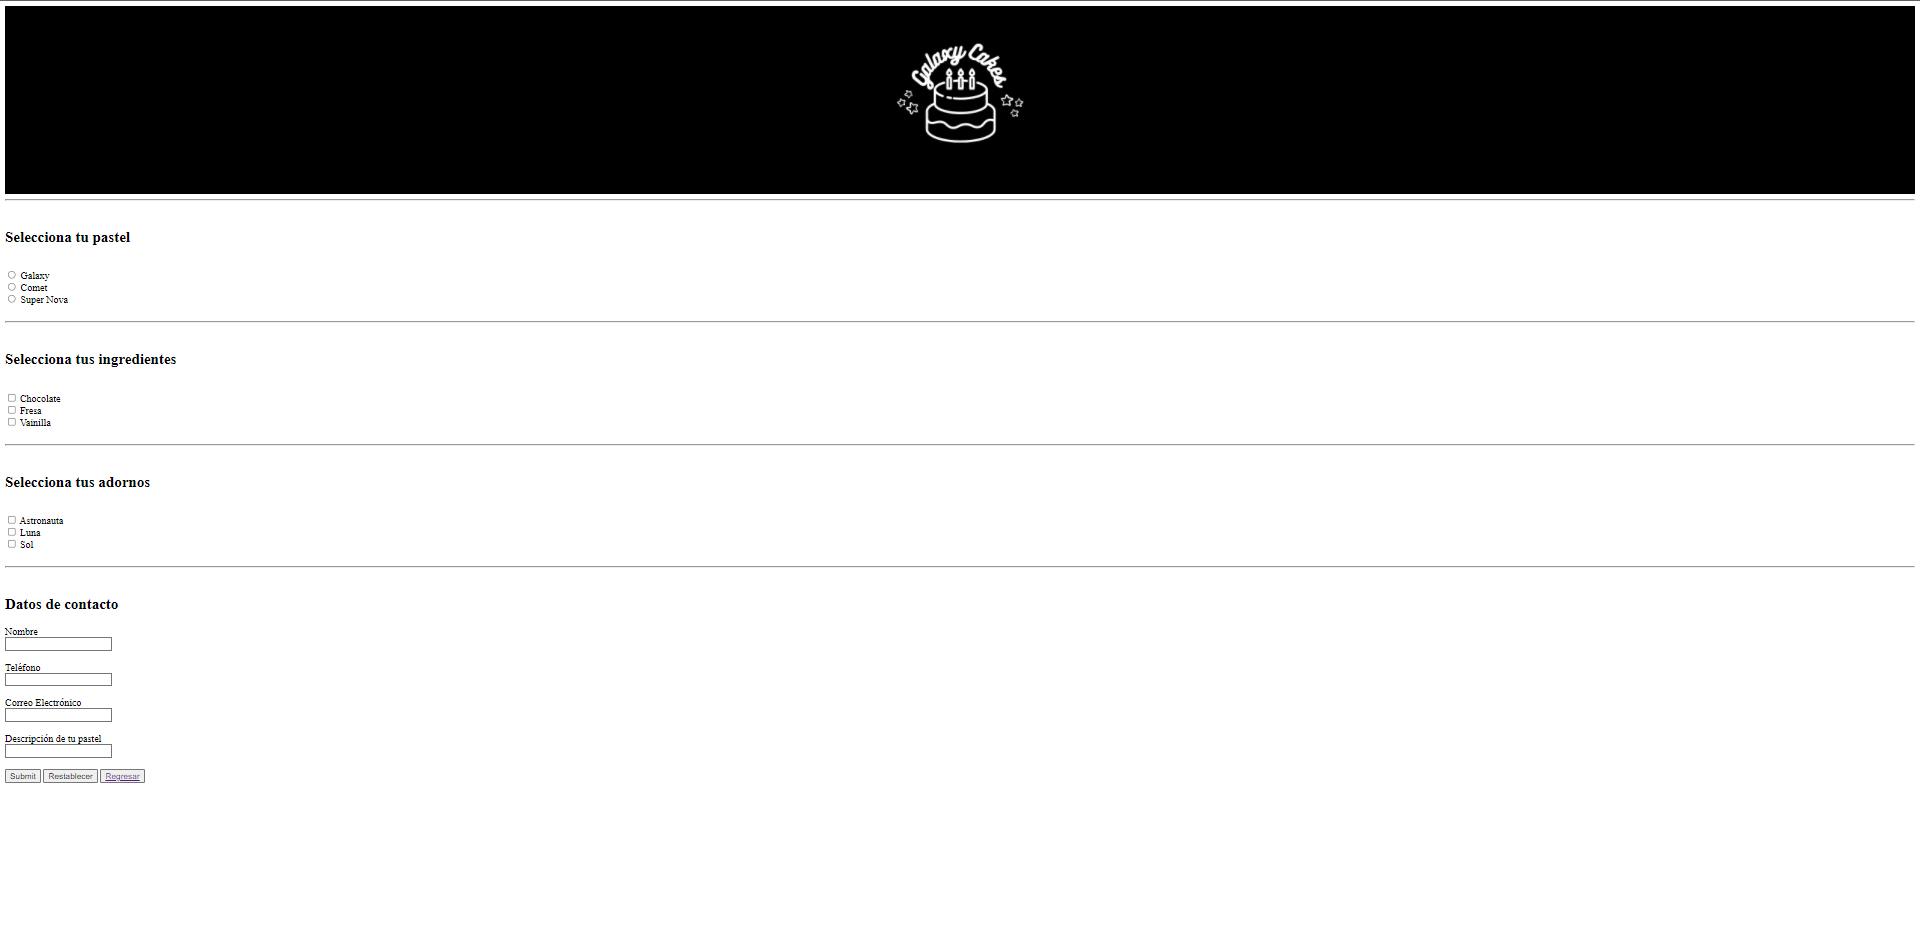 Galaxy Cakes
Selecciona tu pastel
Galaxy
Comet
Super Nova
Selecciona tus ingredientes
Chocolate
Fresa
Vainilla
Selecciona tus adornos
Astronauta
Luna
Sol
Datos de contacto
Nombre
Teléfono
Correo Electrónico
Descripción de tu pastel
Submit Restablecer Regresar